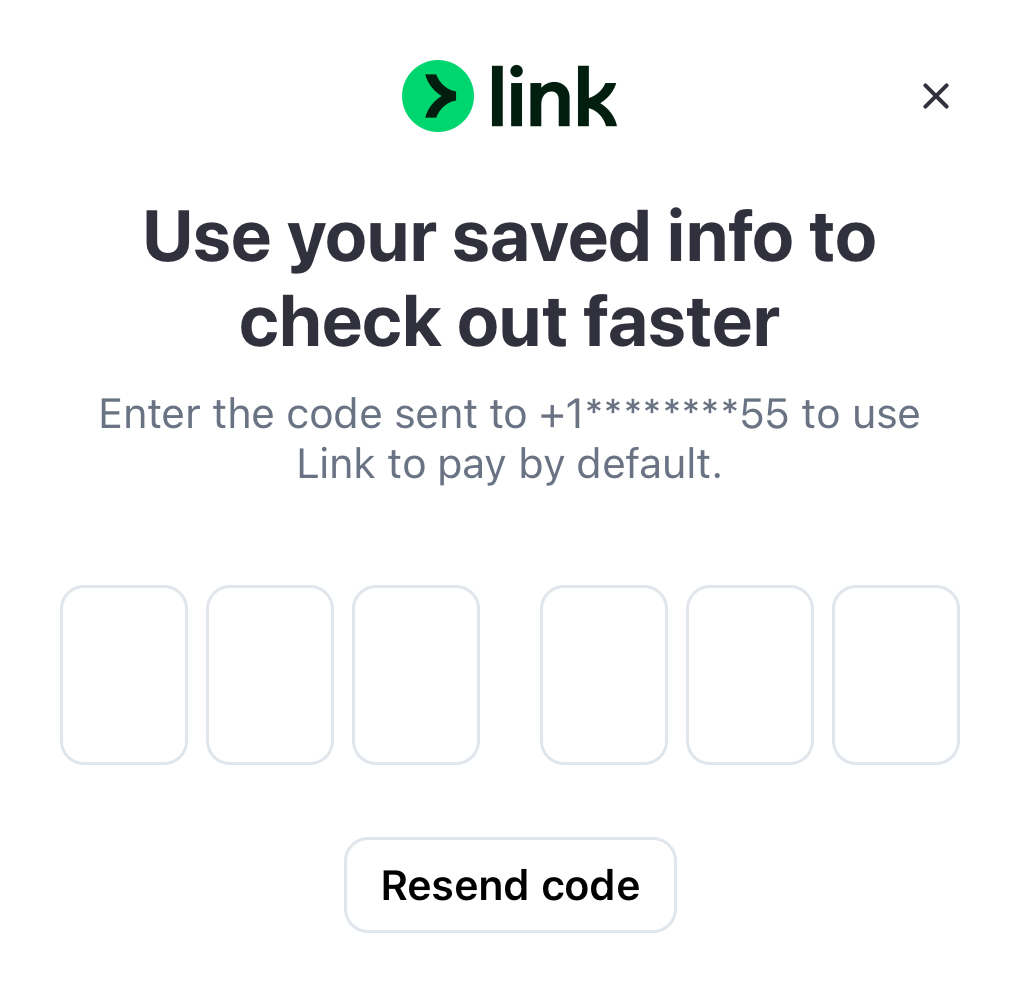 link
Use your saved info to
check out faster
Enter the code sent to +1********55 to use
Link to pay by default.
Resend code